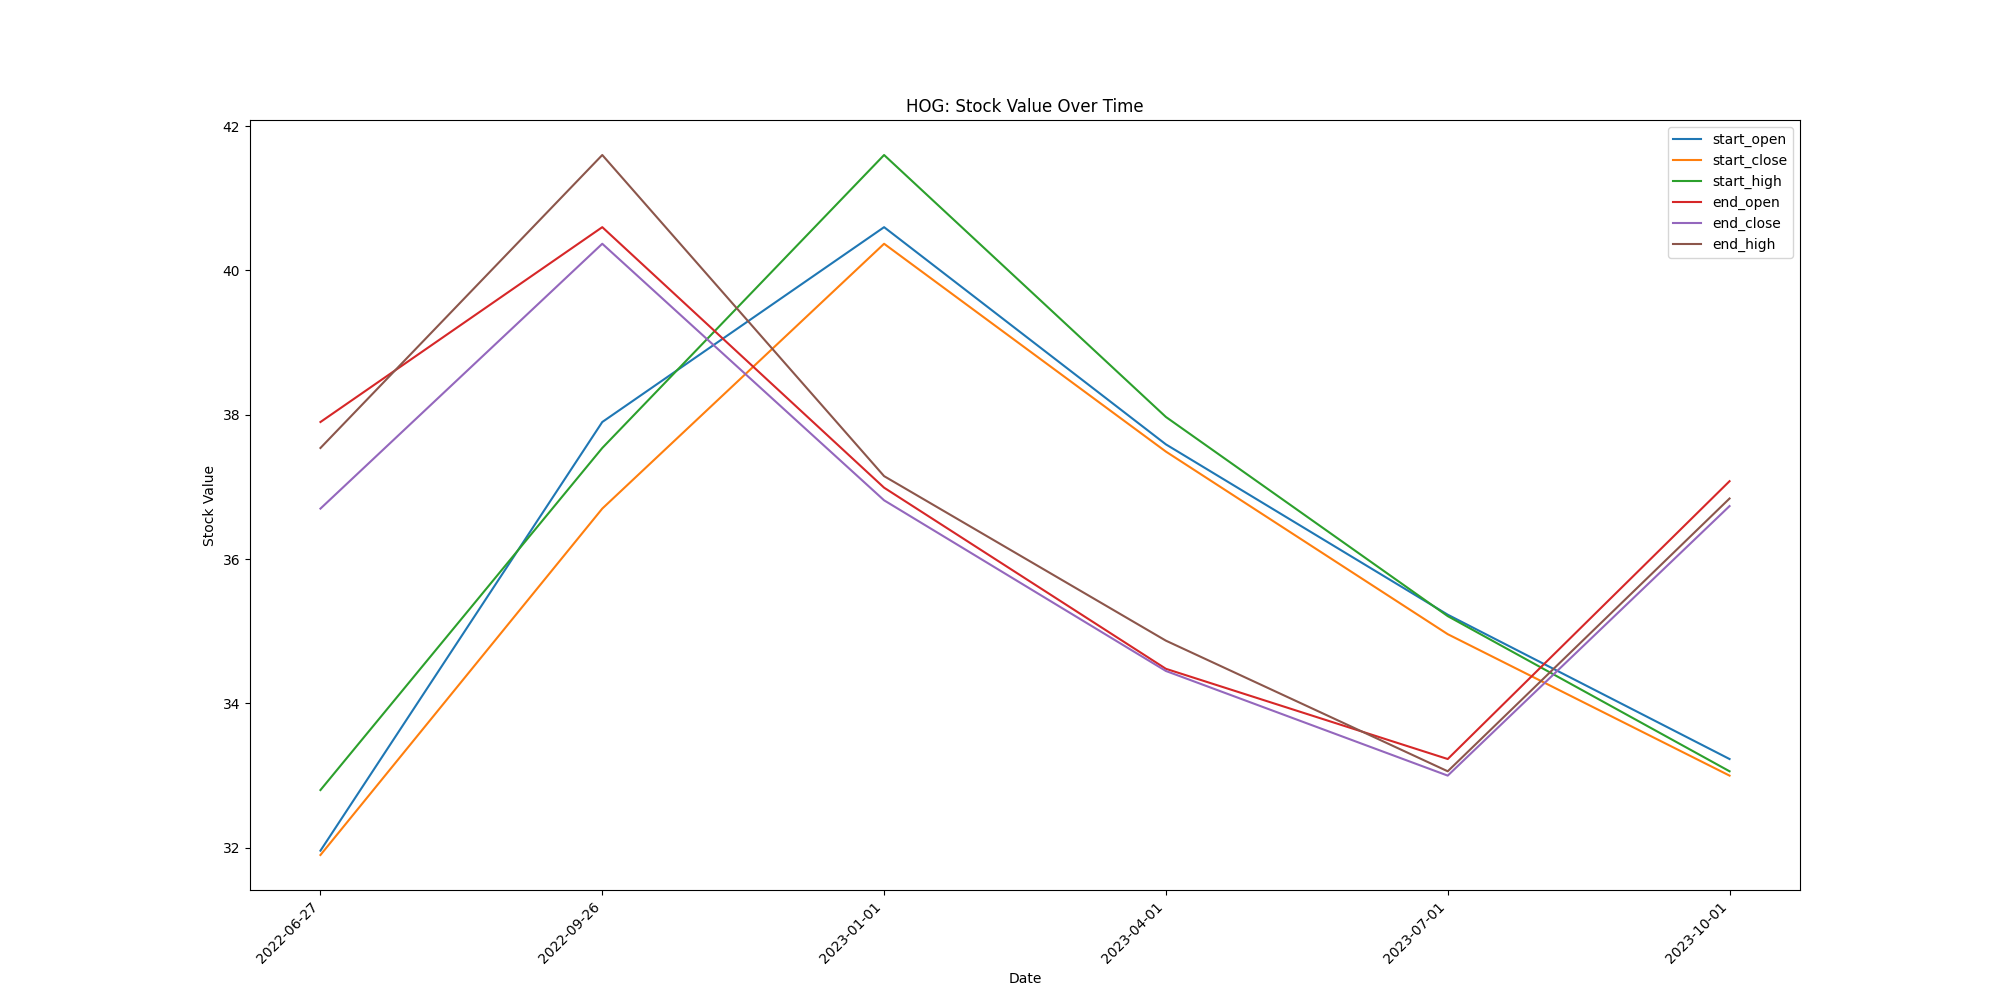 HOG: Stock Value Over Time
42
40
38
36
34
32
Stock Value
start_open
start_close
start_high
end_open
end_close
end_high
2022-06-27
2022-09-26
2023-01-01
2023-04-01
2023-07-01
2023-10-01
Date